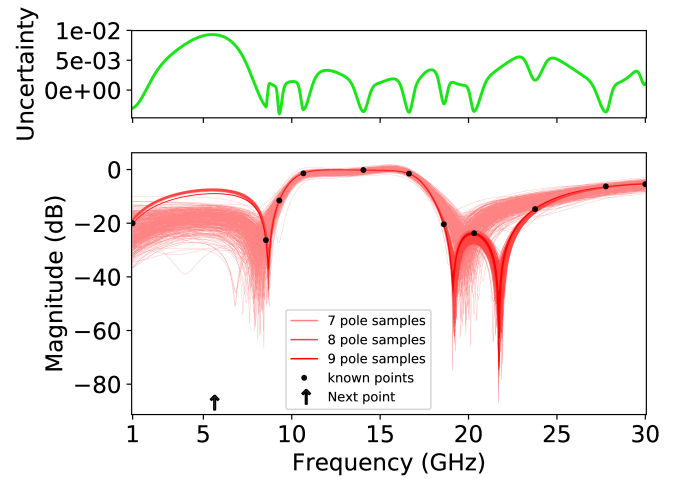 Uncertainty
1e-02
5e-03
0e+00
Magnitude (dB)
0
−20
−40
−60
−80
7 pole samples
8 pole samples
9 pole samples
known points
Next point
1 5 10 15 20 25 30
Frequency (GHz)